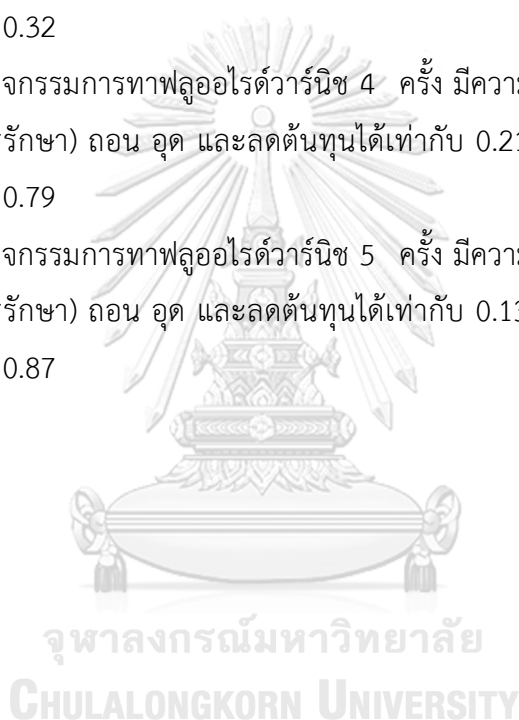 0.32
จกรรมการทาฟลูออไรด์วาร์นิช 4 ครั้ง มีความ
รักษา) ถอน อุด และลดต้นทุนได้เท่ากับ 0.21
0.79
จกรรมการทาฟลูออไรด์วาร์นิช 5 ครั้ง มีความ
รักษา) ถอน อุด และลดต้นทุนได้เท่ากับ 0.13
0.87
จุฬาลงกรณ์มหาวิทยาลัย
CHULALONGKORN UNIVERSITY